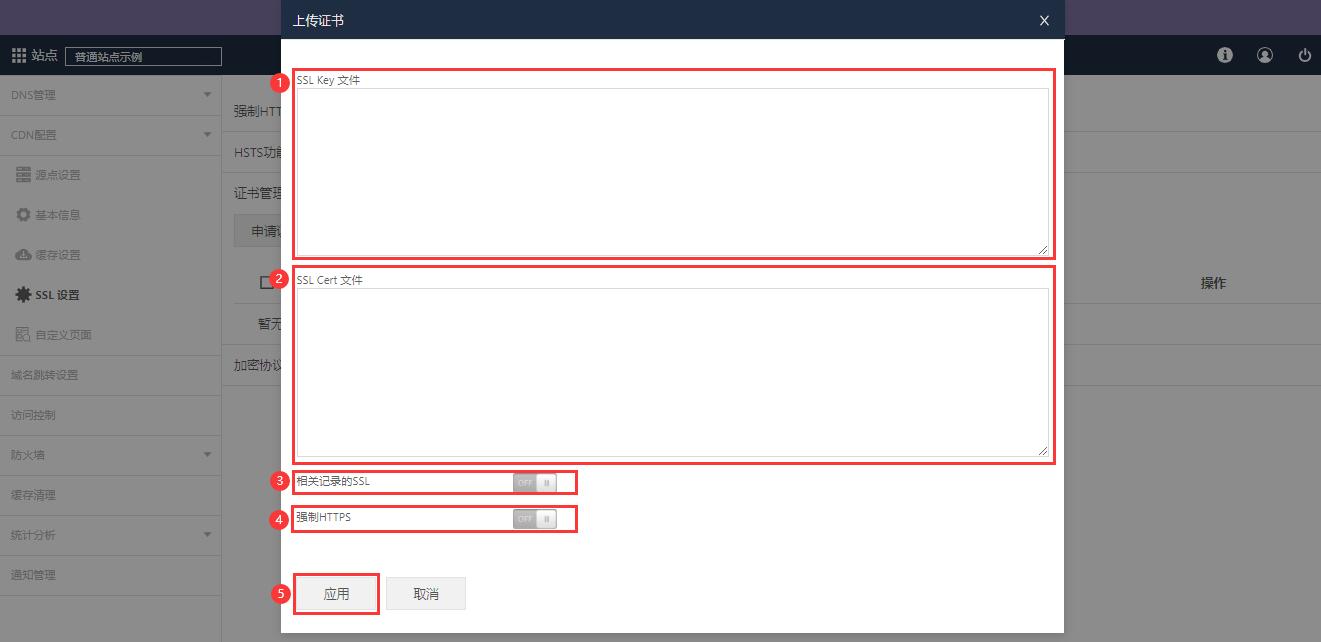 上传证书
X
站点
普通站点示例
DNS管理
CDN配置
源点设置
基本信息
缓存设置
SSL 设置
自定义页面
域名跳转设置
访问控制
防火墙
缓存清理
统计分析
通知管理
强制HTT
HSTS功能
证书管理
申请
暂无
加密协议
操作
1
SSL Key 文件
2
SSL Cert 文件
3
相关记录的SSL
OFF
4
强制HTTPS
OFF
5
应用
取消